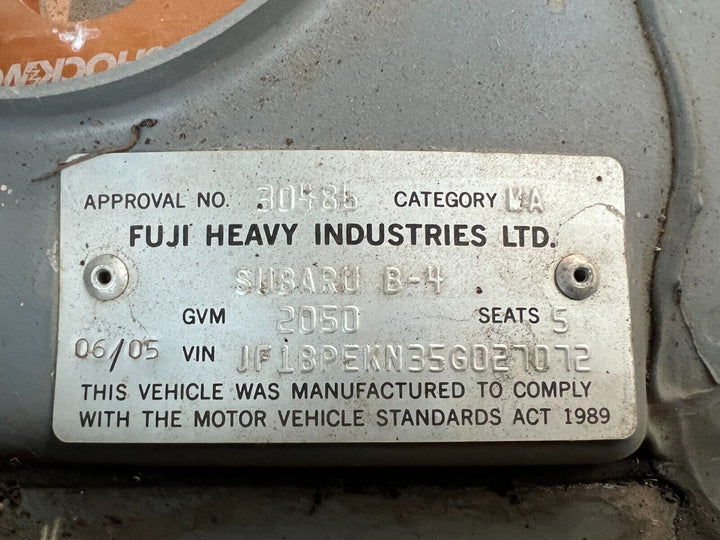 APPROVAL NO. 30485 CATEGORY MA
FUJI HEAVY INDUSTRIES LTD.
SUBARU B-4
GVM 2050 SEATS 5
06/05 VIN JF1BPEKN35G027072
THIS VEHICLE WAS MANUFACTURED TO COMPLY
WITH THE MOTOR VEHICLE STANDARDS ACT 1989